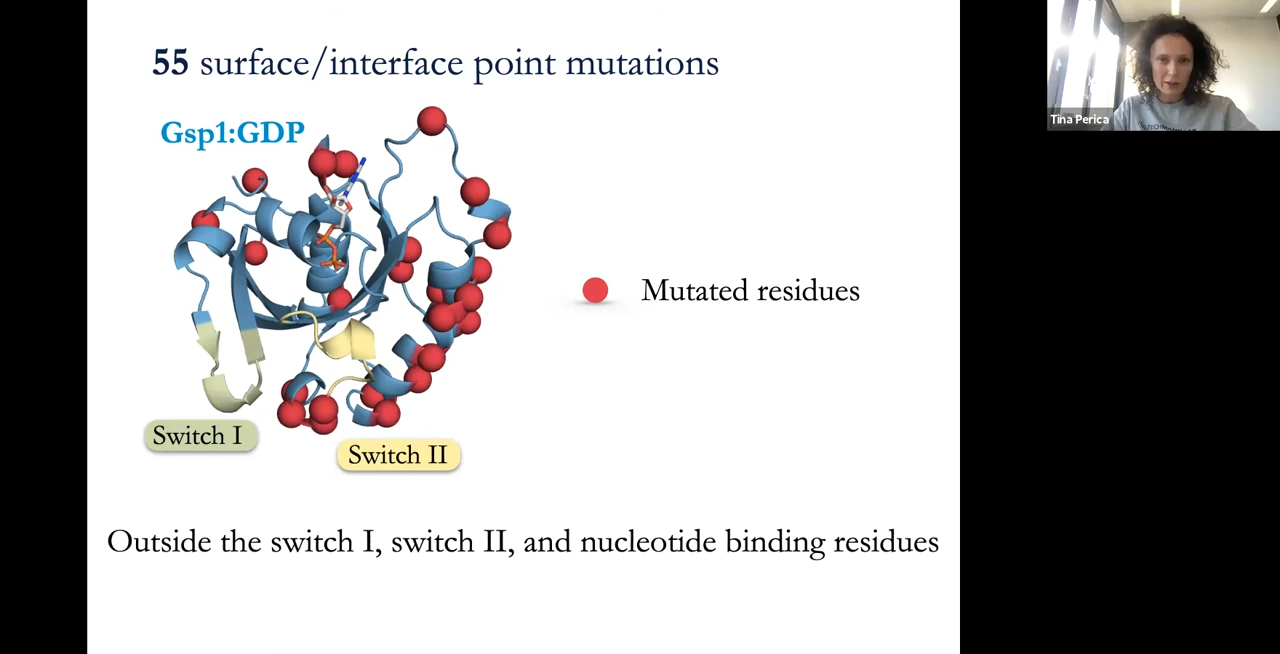 55 surface/interface point mutations
Gsp1:GDP
Tina Perica
Mutated residues
Switch I
Switch II
Outside the switch I, switch II, and nucleotide binding residues